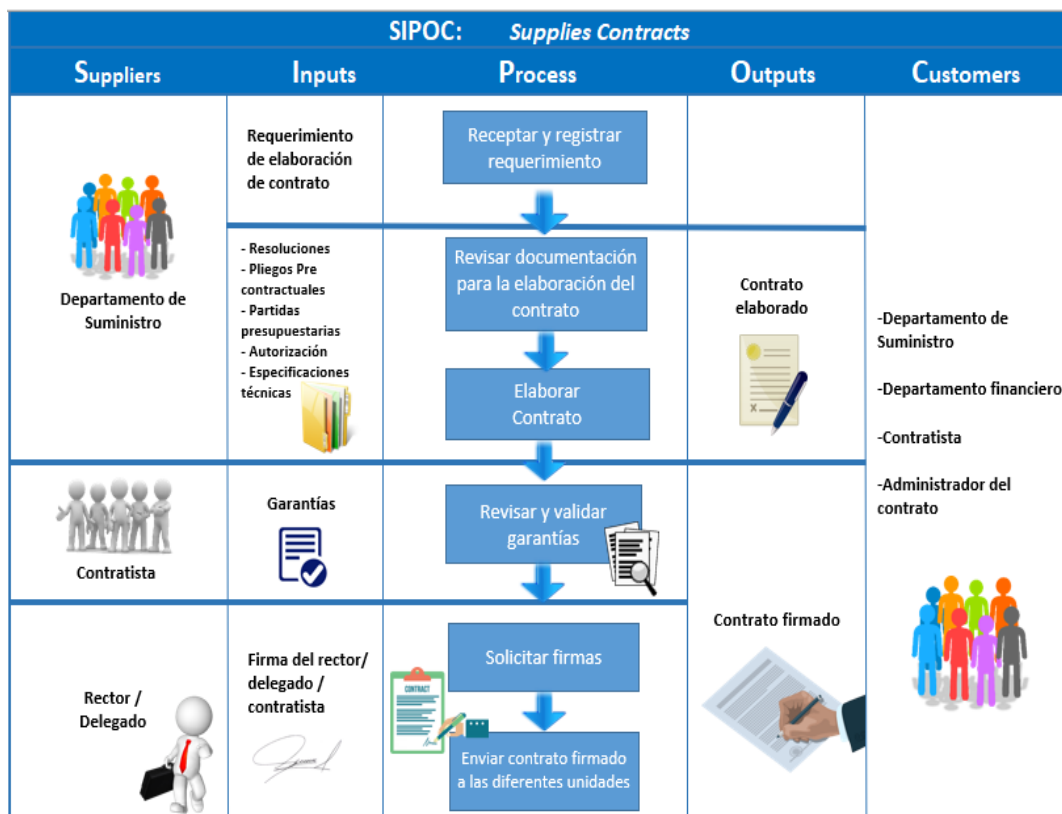 SIPOC: Supplies Contracts
Suppliers
Inputs
Process
Outputs
Customers
Departamento de
Suministro
Requerimiento
de elaboración
de contrato
Receptar y registrar
requerimiento
- Resoluciones
- Pliegos Pre
contractuales
- Partidas
presupuestarias
- Autorización
- Especificaciones
técnicas
Revisar documentación
para la elaboración del
contrato
Elaborar
Contrato
Contrato
elaborado
-Departamento de
Suministro
-Departamento financiero
-Contratista
-Administrador del
contrato
Contratista
Garantías
Revisar y validar
garantías
Rector /
Delegado
Firma del rector/
delegado /
contratista
Solicitar firmas
CONTRACT
Enviar contrato firmado
a las diferentes unidades
Contrato firmado